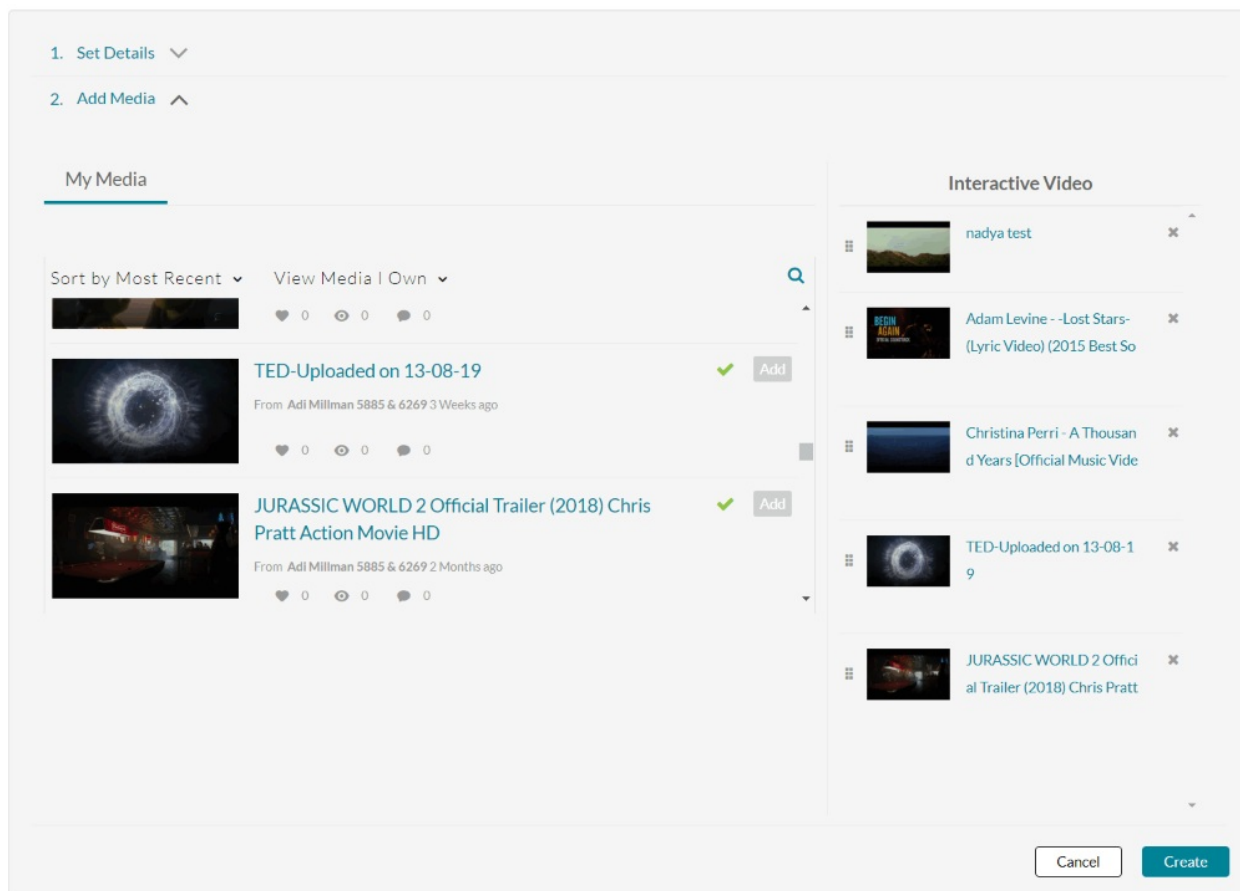 1. Set Details
2. Add Media
My Media
Sort by Most Recent
View Media I Own
0 0 0
TED-Uploaded on 13-08-19
Add
From Adi Millman 5885 & 6269 3 Weeks ago
0 0 0
JURASSIC WORLD 2 Official Trailer (2018) Chris
Pratt Action Movie HD
Add
From Adi Millman 5885 & 6269 2 Months ago
0 0 0
Interactive Video
nadya test
BEGIN
AGAIN
Adam Levine - -Lost Stars-
(Lyric Video) (2015 Best So
Christina Perri - A Thousan
d Years [Official Music Vide
TED-Uploaded on 13-08-1
9
JURASSIC WORLD 2 Offici
al Trailer (2018) Chris Pratt
Cancel
Create